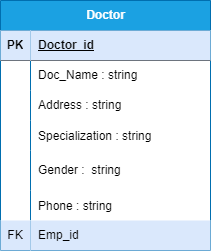 Doctor
PK Doctor_id
Doc_Name : string
Address : string
Specialization : string
Gender :  string
Phone : string
FK Emp_id